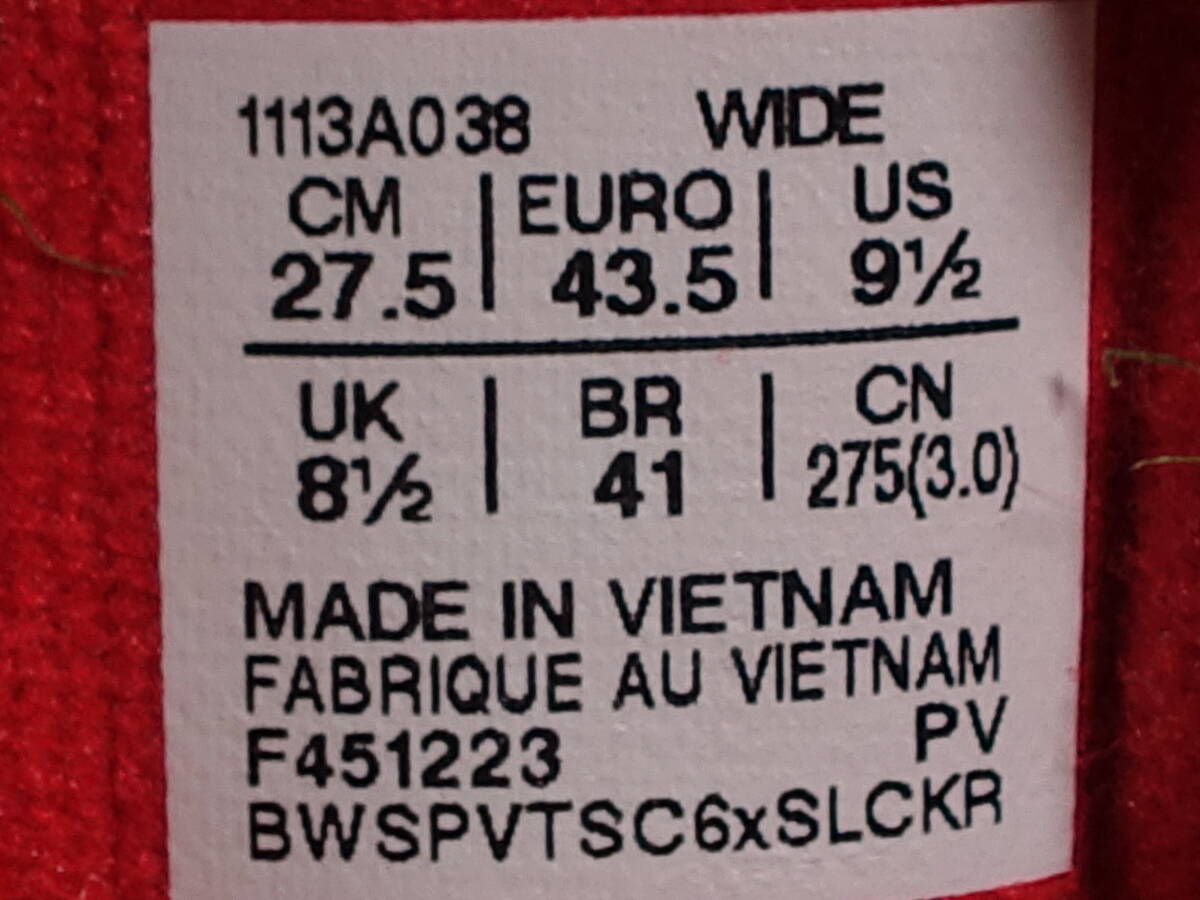 1113A038 WIDE
CM | EURO | US
27.5 | 43.5 | 9½
UK | BR | CN
8½ | 41 | 275(3.0)
MADE IN VIETNAM
FABRIQUE AU VIETNAM
F451223 PV
BWSPVTSC6xSLCKR